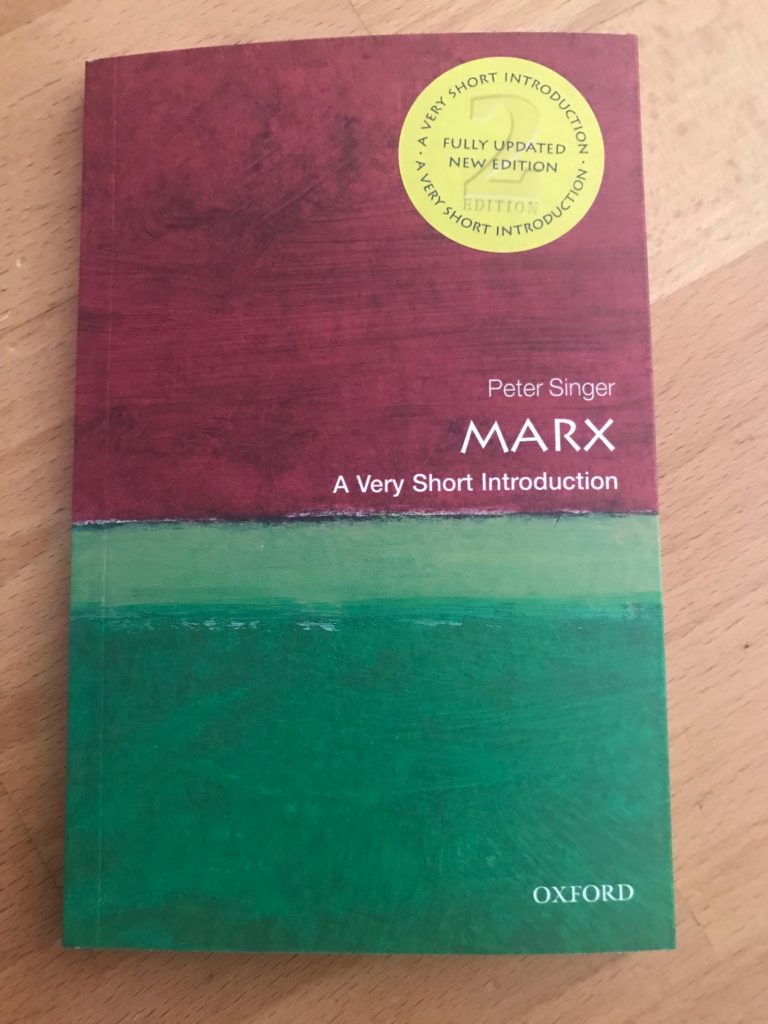 · A VERY SHORT INTRODUCTION ·
FULLY UPDATED
NEW EDITION
2
EDITION
A VERY SHORT INTRODUCTION
Peter Singer
MARX
A Very Short Introduction
OXFORD